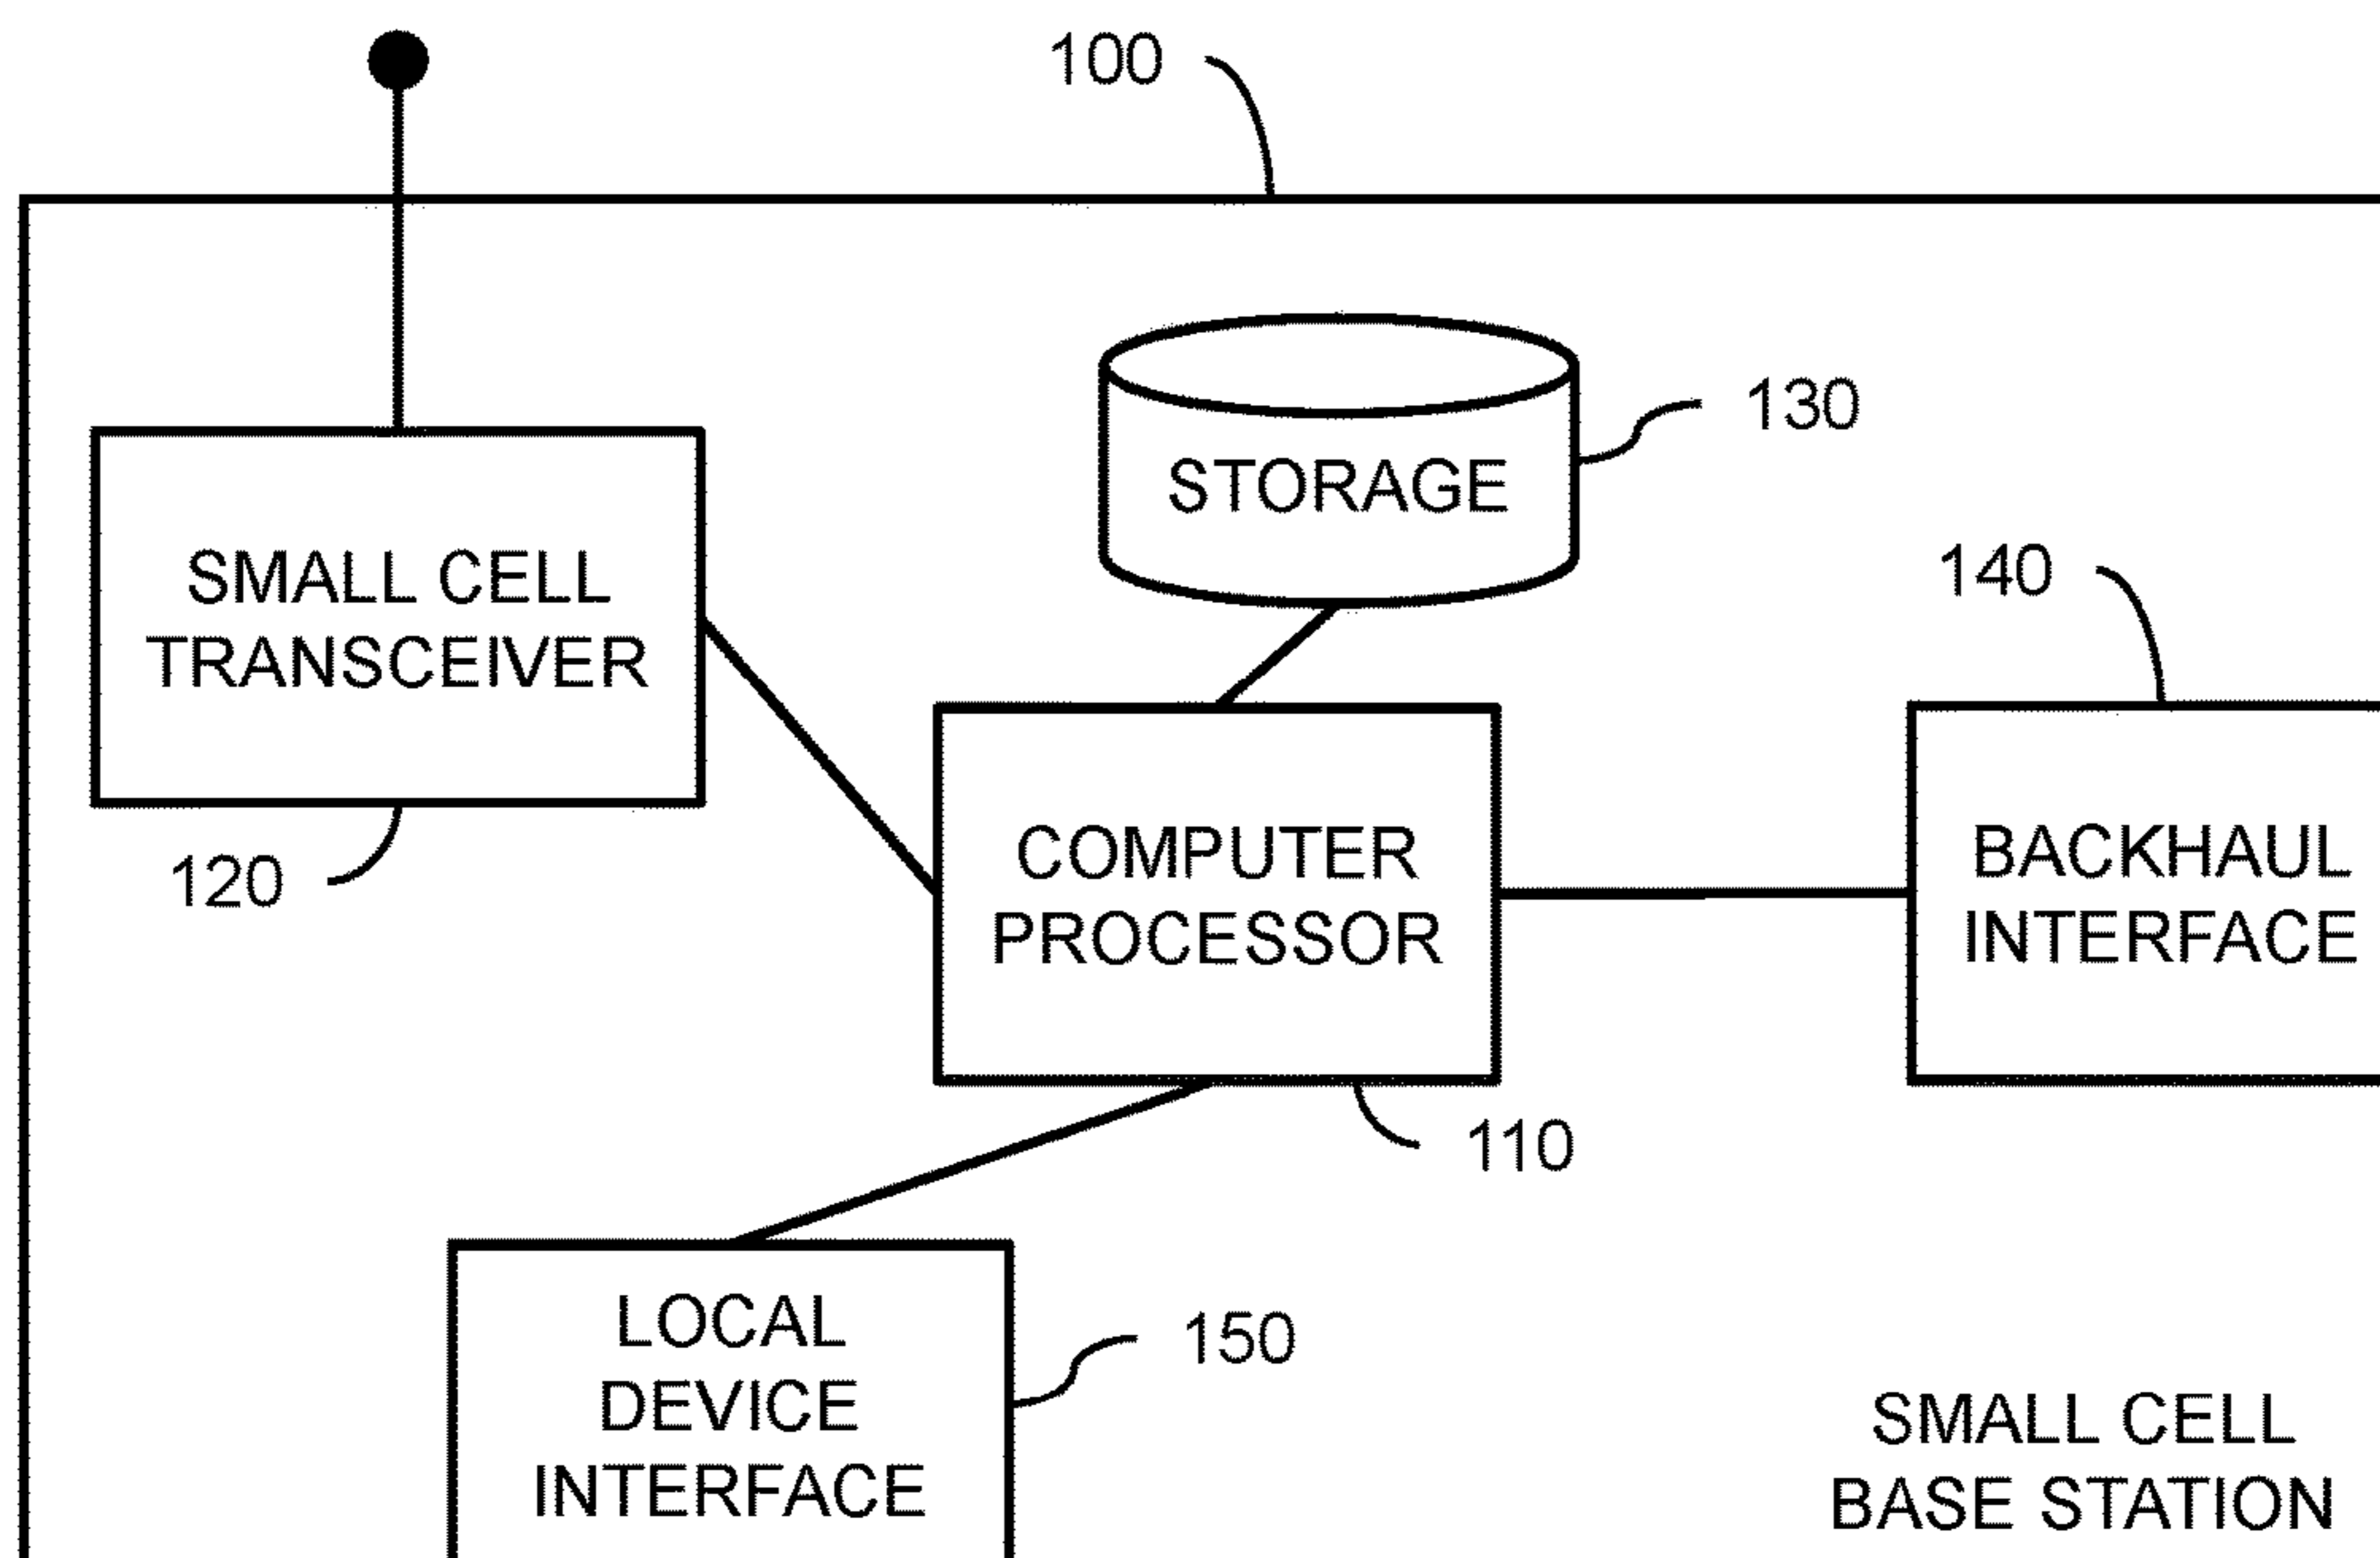 100
130
STORAGE
140
SMALL CELL
TRANSCEIVER
120
COMPUTER
PROCESSOR
BACKHAUL
INTERFACE
110
LOCAL
DEVICE
INTERFACE
150
SMALL CELL
BASE STATION